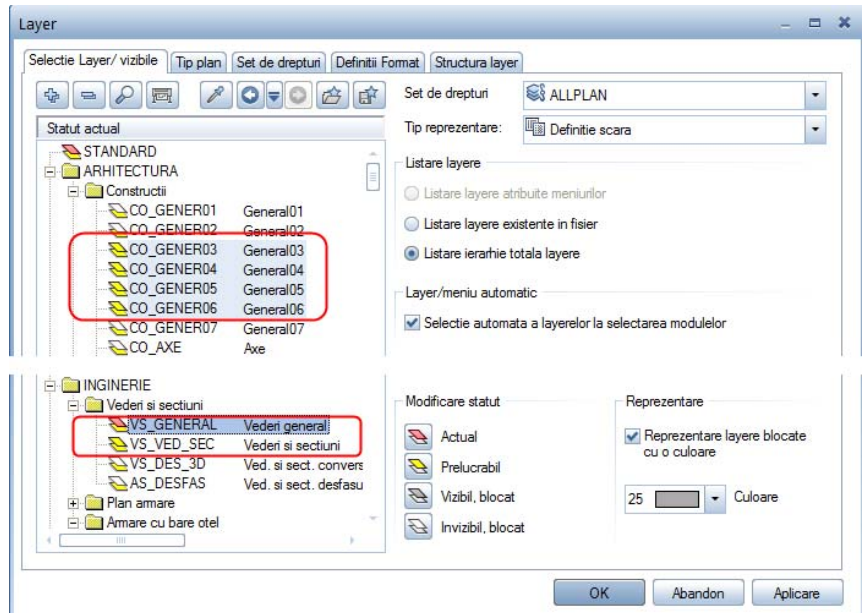 Layer
Selectie Layer/ vizibile Tip plan Set de drepturi Definitii Format Structura layer
Set de drepturi ALLPLAN
Statut actual
Tip reprezentare: Definitie scara
STANDARD
ARHITECTURA
Constructii
CO_GENER01 General01
CO_GENER02 General02
CO_GENER03 General03
CO_GENER04 General04
CO_GENER05 General05
CO_GENER06 General06
CO_GENER07 General07
CO_AXE Axe
Listare layere
Listare layere atribuite meniurilor
Listare layere existente in fisier
Listare ierarhie totala layere
Layer/meniu automatic
Selectie automata a layerelor la selectarea modulelor
INGINERIE
Vederi si sectiuni
VS_GENERAL Vederi general
VS_VED_SEC Vederi si sectiuni
VS_DES_3D Ved. si sect. convers
AS_DESFAS Ved. si sect. desfasu
Plan armare
Armare cu bare otel
Modificare statut
Actual
Prelucrabil
Vizibil, blocat
Invizibil, blocat
Reprezentare
Reprezentare layere blocate
cu o culoare
25 Culoare
OK Abandon Aplicare